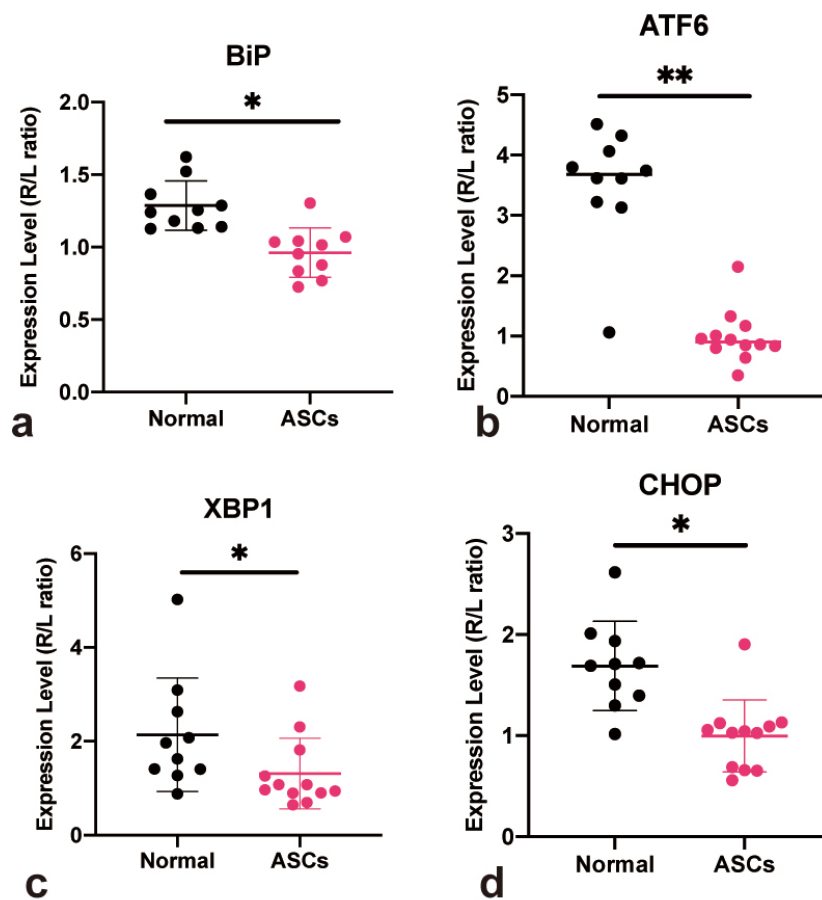 BiP
*
Expression Level (R/L ratio)
2.0
1.5
1.0
0.5
0.0
Normal ASCs
a
ATF6
**
Expression Level (R/L ratio)
5
4
3
2
1
0
Normal ASCs
b
XBP1
*
Expression Level (R/L ratio)
6
4
2
0
Normal ASCs
c
CHOP
*
Expression Level (R/L ratio)
3
2
1
0
Normal ASCs
d